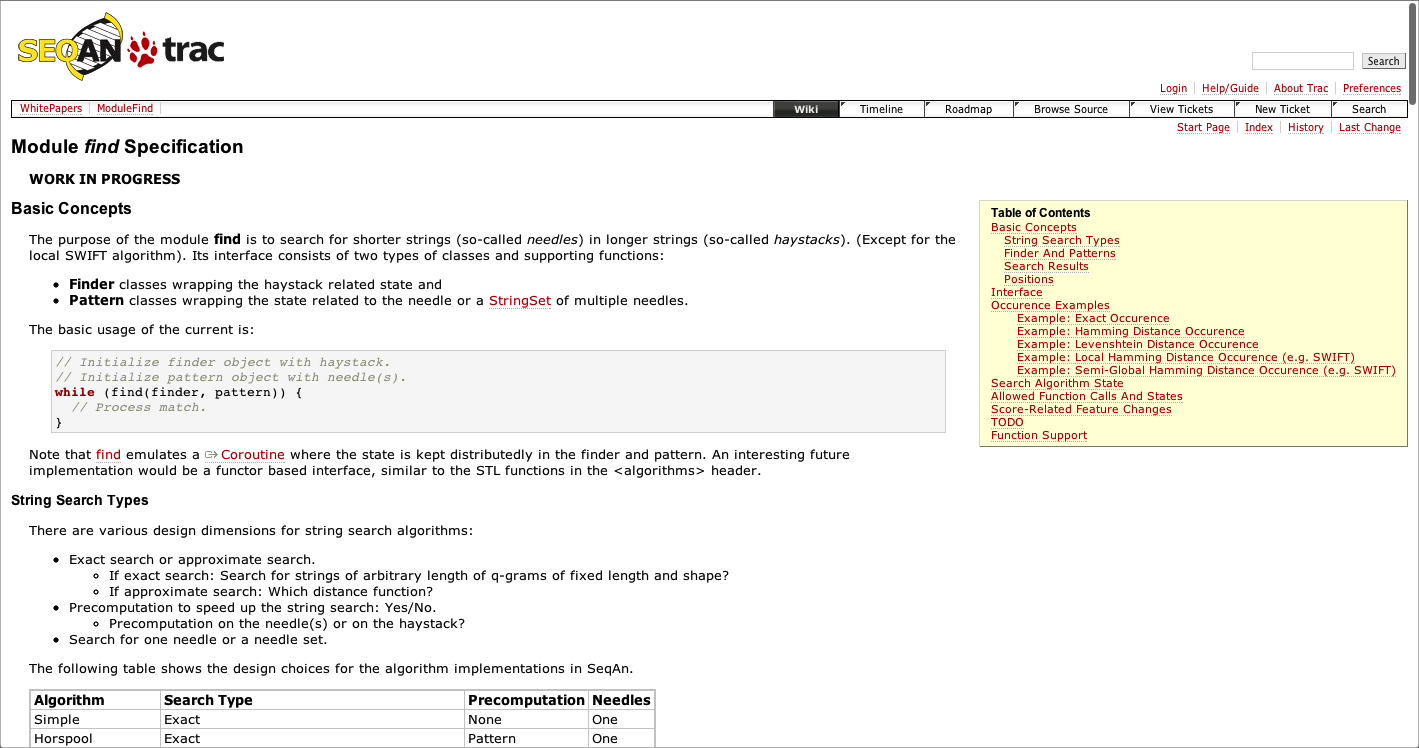 SEQAN trac
Search
Login Help/Guide About Trac Preferences
WhitePapers ModuleFind Wiki Timeline Roadmap Browse Source View Tickets New Ticket Search
Start Page Index History Last Change
Module find Specification
WORK IN PROGRESS
Basic Concepts
The purpose of the module find is to search for shorter strings (so-called needles) in longer strings (so-called haystacks). (Except for the
local SWIFT algorithm). Its interface consists of two types of classes and supporting functions:
• Finder classes wrapping the haystack related state and
• Pattern classes wrapping the state related to the needle or a StringSet of multiple needles.
The basic usage of the current is:
// Initialize finder object with haystack.
// Initialize pattern object with needle(s).
while (find(finder, pattern)) {
// Process match.
}
Note that find emulates a Coroutine where the state is kept distributedly in the finder and pattern. An interesting future
implementation would be a functor based interface, similar to the STL functions in the <algorithms> header.
Table of Contents
Basic Concepts
String Search Types
Finder And Patterns
Search Results
Positions
Interface
Occurence Examples
Example: Exact Occurence
Example: Hamming Distance Occurence
Example: Levenshtein Distance Occurence
Example: Local Hamming Distance Occurence (e.g. SWIFT)
Example: Semi-Global Hamming Distance Occurence (e.g. SWIFT)
Search Algorithm State
Allowed Function Calls And States
Score-Related Feature Changes
TODO
Function Support
String Search Types
There are various design dimensions for string search algorithms:
• Exact search or approximate search.
◦ If exact search: Search for strings of arbitrary length of q-grams of fixed length and shape?
◦ If approximate search: Which distance function?
• Precomputation to speed up the string search: Yes/No.
◦ Precomputation on the needle(s) or on the haystack?
• Search for one needle or a needle set.
The following table shows the design choices for the algorithm implementations in SeqAn.
Algorithm Search Type Precomputation Needles
Simple Exact None One
Horspool Exact Pattern One